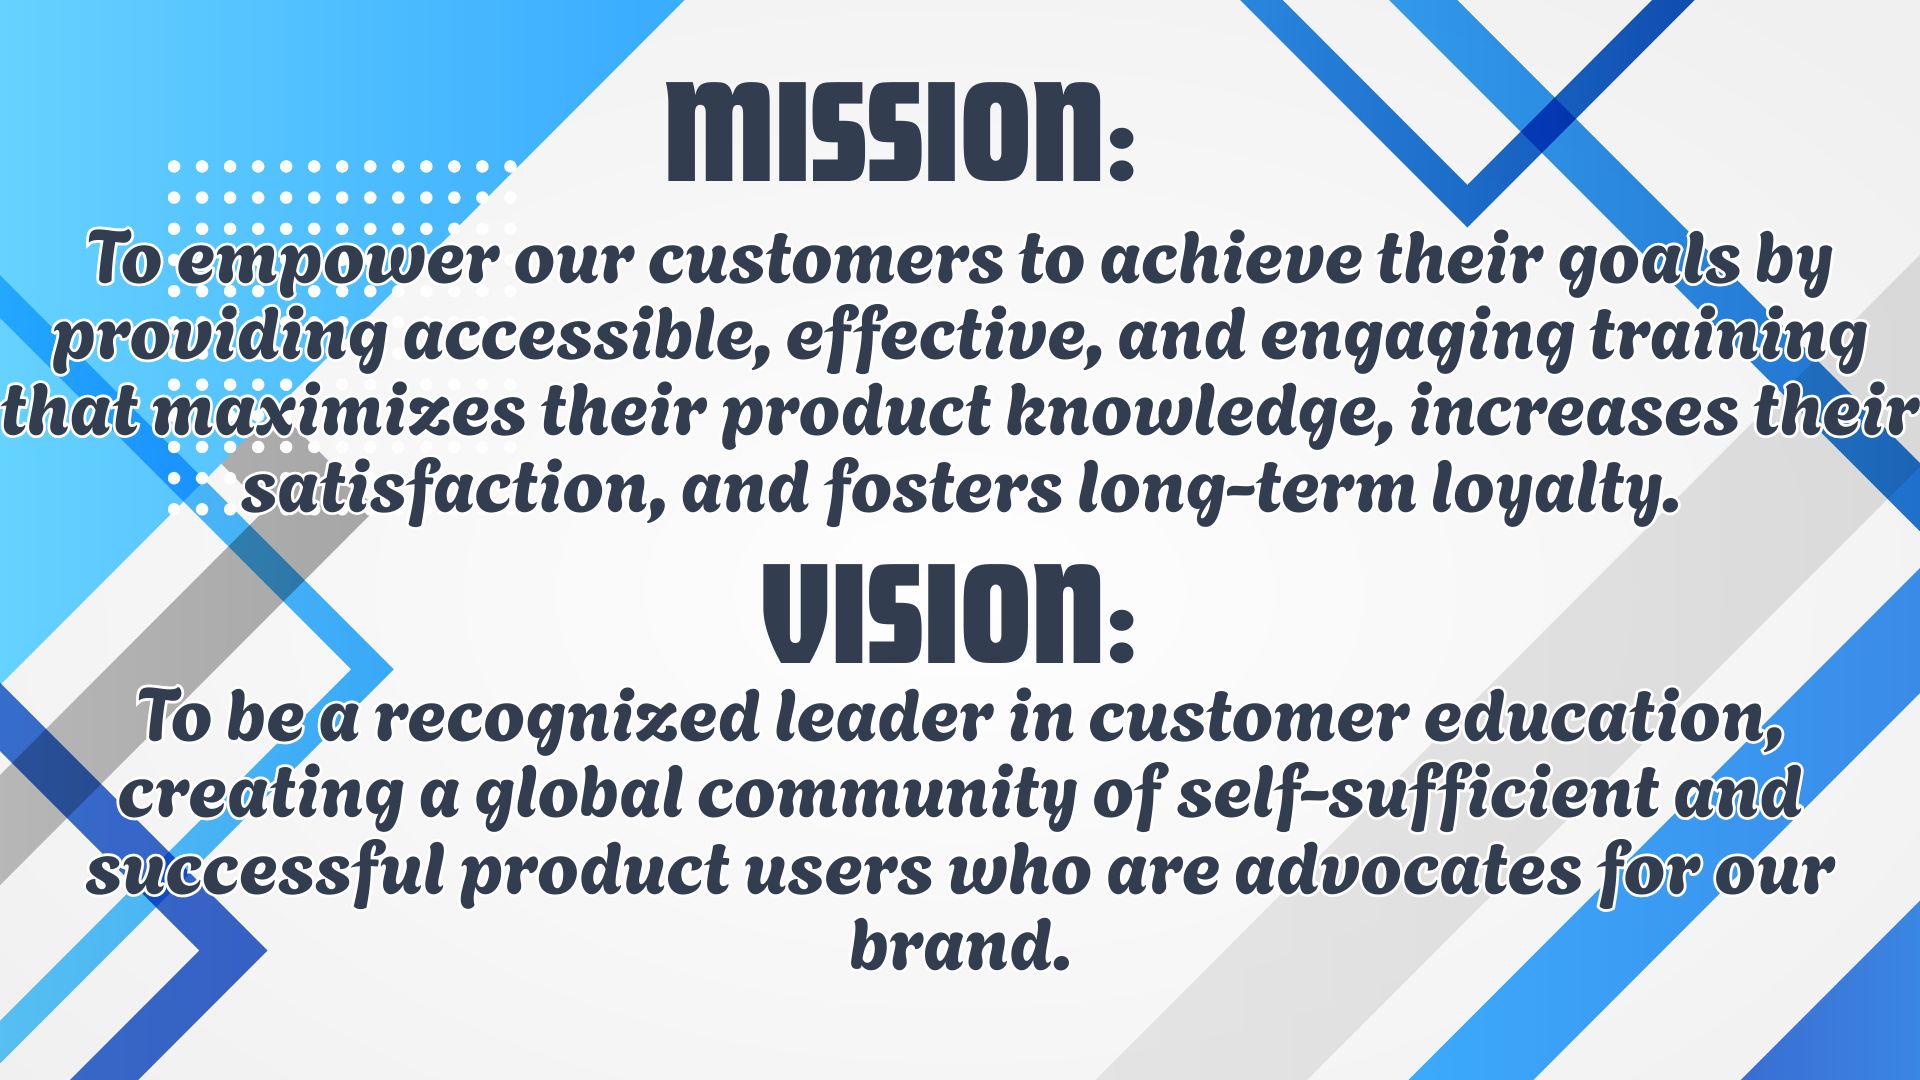 MISSION:
To empower our customers to achieve their goals by
providing accessible, effective, and engaging training
that maximizes their product knowledge, increases their
satisfaction, and fosters long-term loyalty.
VISION:
To be a recognized leader in customer education,
creating a global community of self-sufficient and
successful product users who are advocates for our
brand.